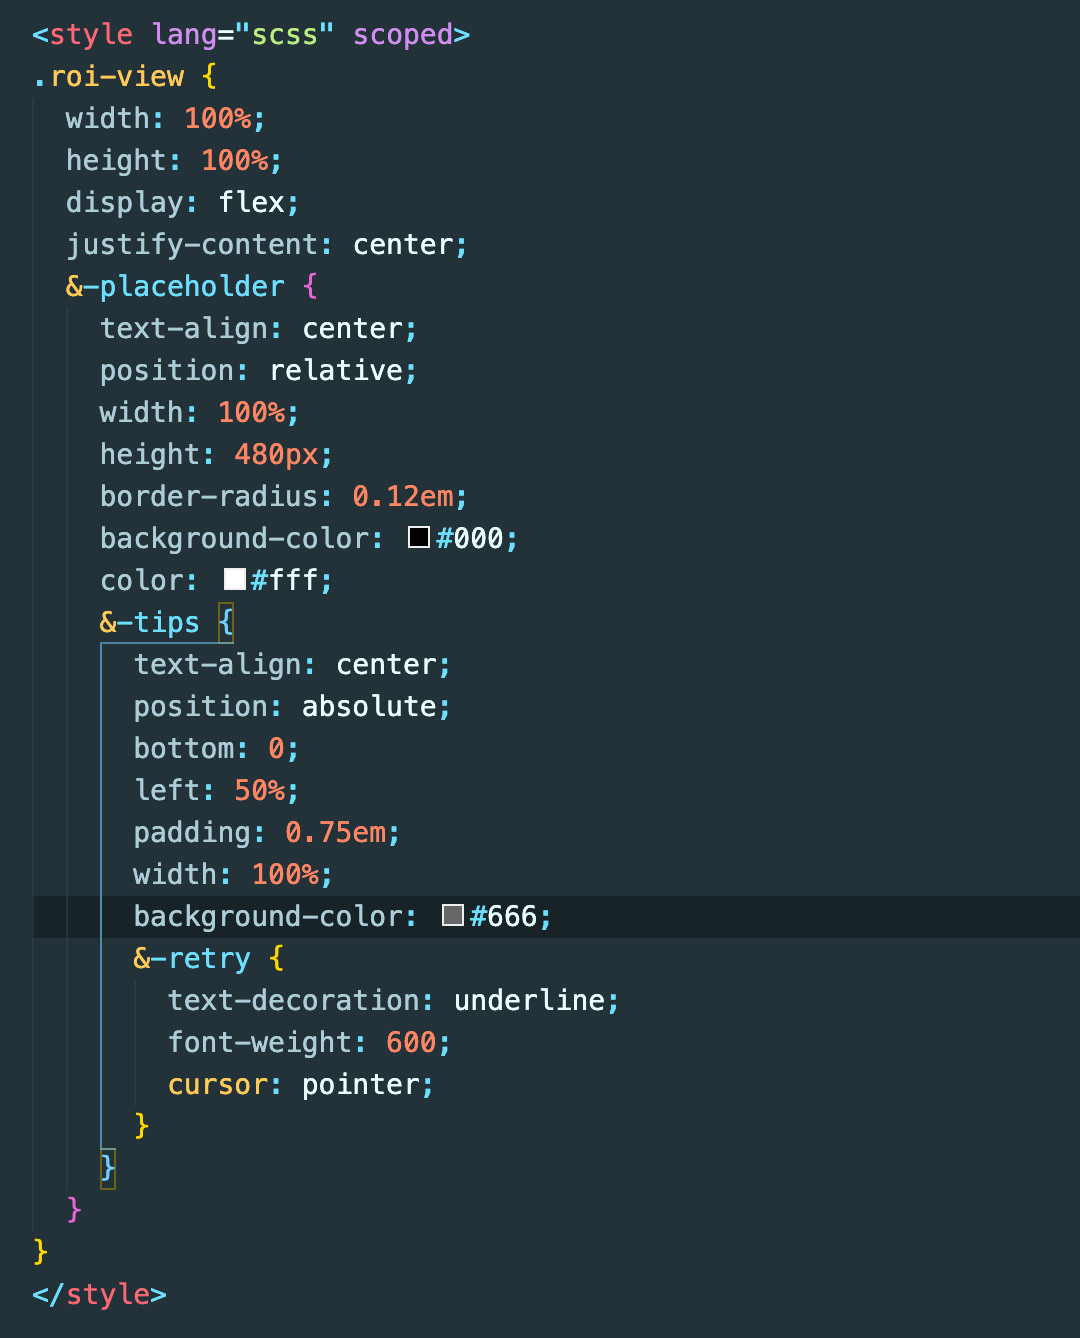 <style lang="scss" scoped>
.roi-view {
  width: 100%;
  height: 100%;
  display: flex;
  justify-content: center;
  &-placeholder {
    text-align: center;
    position: relative;
    width: 100%;
    height: 480px;
    border-radius: 0.12em;
    background-color: #000;
    color: #fff;
    &-tips {
      text-align: center;
      position: absolute;
      bottom: 0;
      left: 50%;
      padding: 0.75em;
      width: 100%;
      background-color: #666;
      &-retry {
        text-decoration: underline;
        font-weight: 600;
        cursor: pointer;
      }
    }
  }
}
</style>